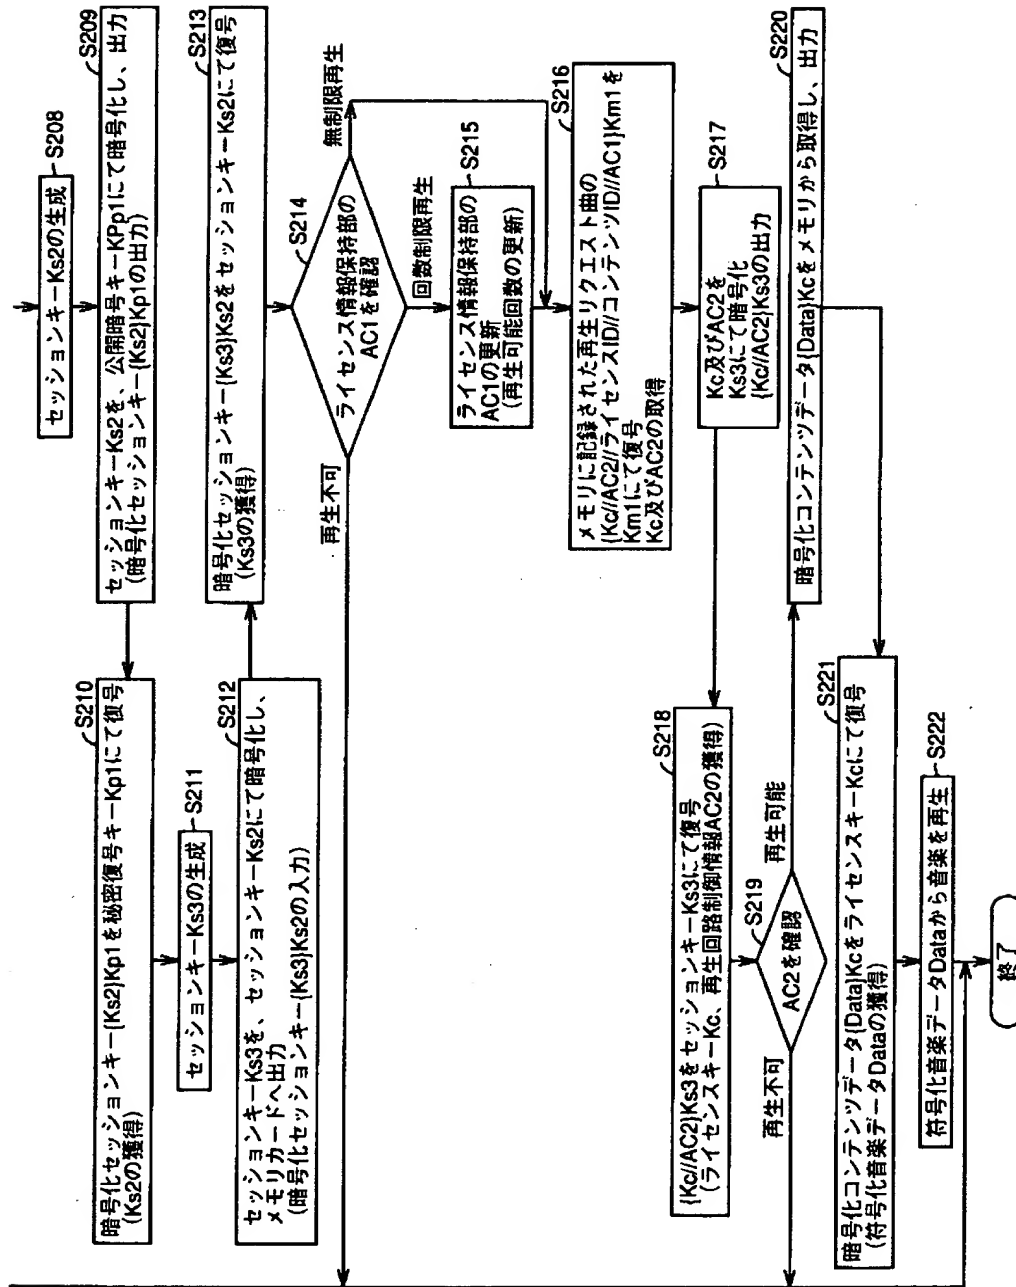 S208
セッションキーKs2の生成
S209
セッションキーKs2を、公開暗号キーKPp1にて暗号化し、出力
(暗号化セッションキー{Ks2}Kp1の出力)
S210
暗号化セッションキー{Ks2}Kp1を秘密復号キーKp1にて復号
(Ks2の獲得)
S211
セッションキーKs3の生成
S212
セッションキーKs3を、セッションキーKs2にて暗号化し、
メモリカードへ出力
(暗号化セッションキー{Ks3}Ks2の入力)
S213
暗号化セッションキー{Ks3}Ks2をセッションキーKs2にて復号
(Ks3の獲得)
S214
ライセンス情報保持部の
AC1を確認
再生不可
無制限再生
回数制限再生
S215
ライセンス情報保持部の
AC1の更新
(再生可能回数の更新)
S216
メモリに記録された再生リクエスト曲の
{Kc//AC2//ライセンスID//コンテンツID//AC1}Km1を
Km1にて復号
Kc及びAC2の取得
S217
Kc及びAC2を
Ks3にて暗号化
{Kc//AC2}Ks3の出力
S218
{Kc//AC2}Ks3をセッションキーKs3にて復号
(ライセンスキーKc、再生回路制御情報AC2の獲得)
S219
AC2を確認
再生不可
再生可能
S220
暗号化コンテンツデータ{Data}Kcをメモリから取得し、出力
S221
暗号化コンテンツデータ{Data}KcをライセンスキーKcにて復号
(符号化音楽データDataの獲得)
S222
符号化音楽データDataから音楽を再生
終了